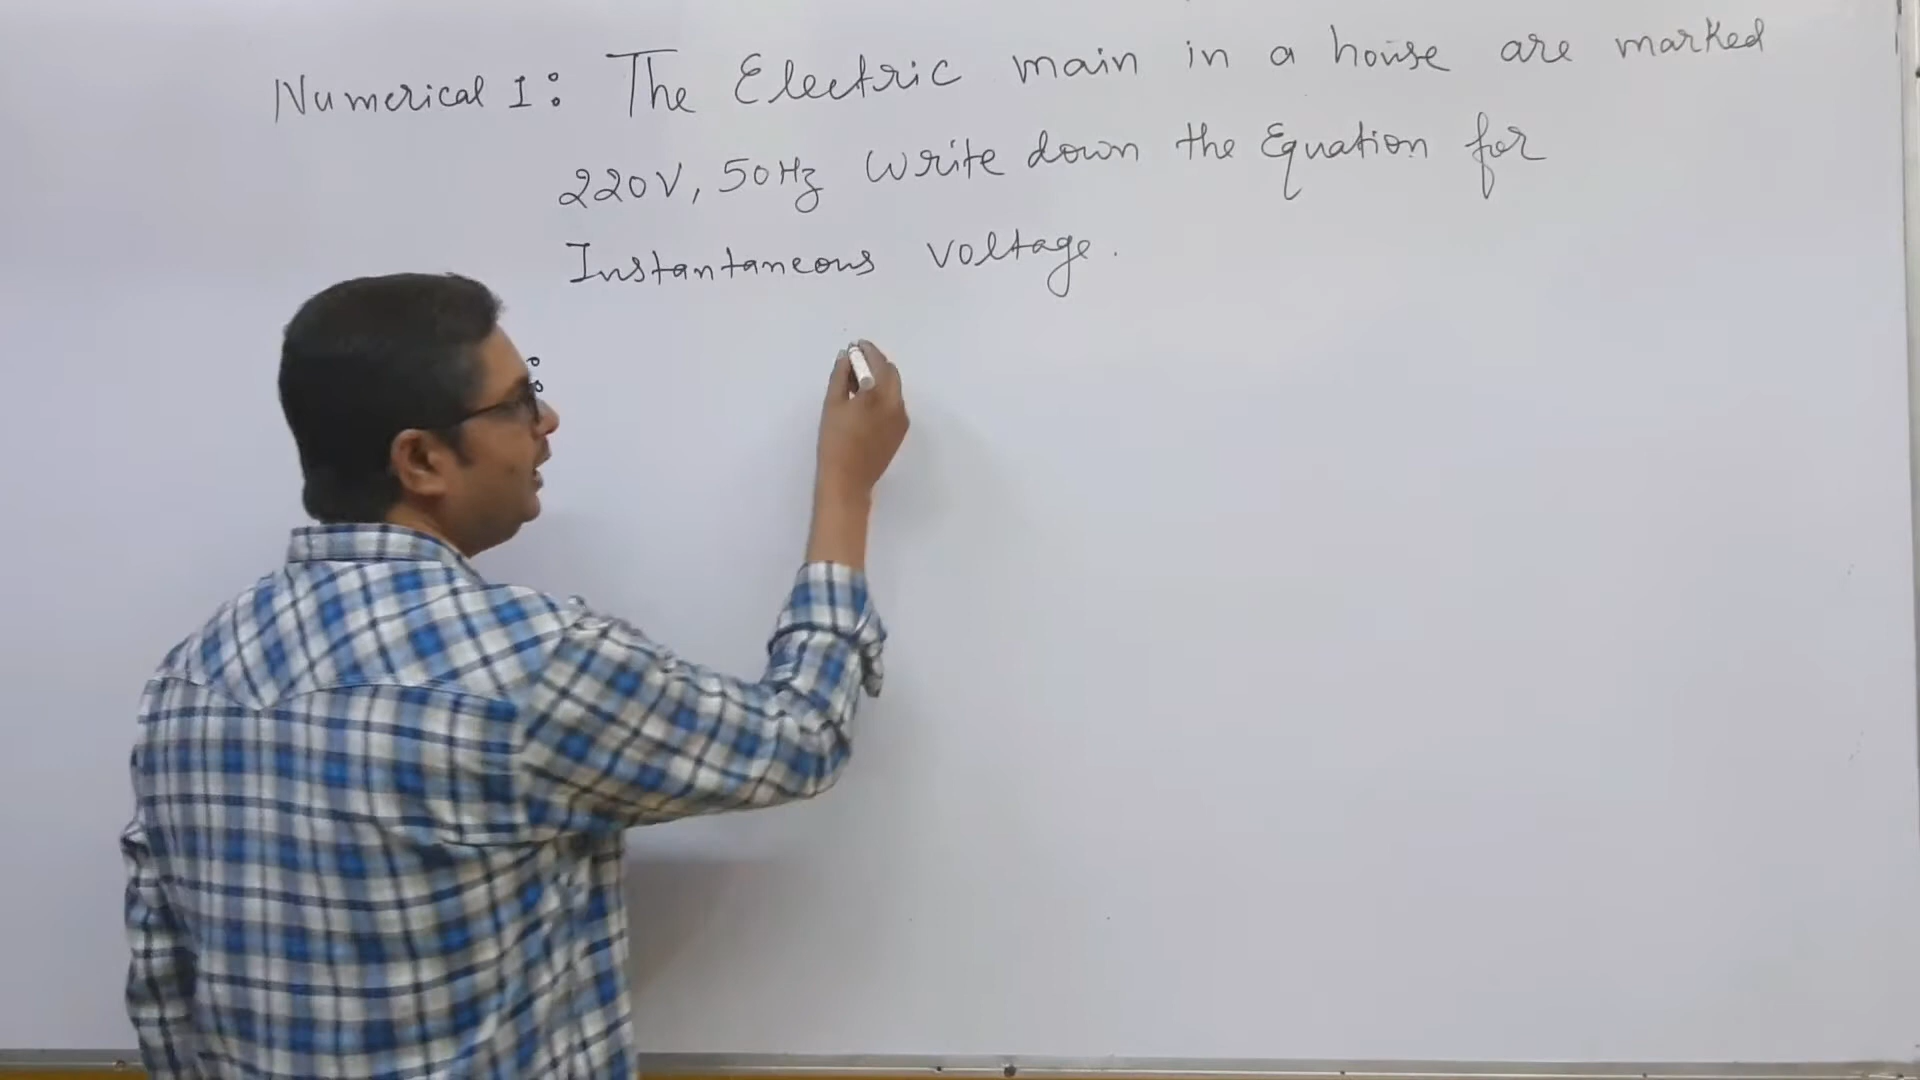 Numerical 1: The Electric main in a house are marked
220V, 50Hz Write down the Equation for
Instantaneous voltage.